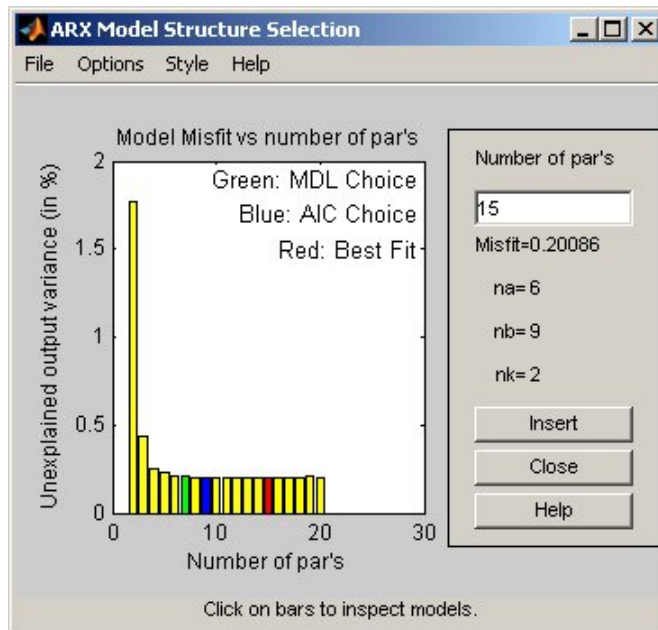 ARX Model Structure Selection
File Options Style Help
Model Misfit vs number of par's
Unexplained output variance (in %)
2
1.5
1
0.5
0
Green: MDL Choice
Blue: AIC Choice
Red: Best Fit
0 10 20 30
Number of par's
Number of par's
15
Misfit=0.20086
na= 6
nb= 9
nk= 2
Insert
Close
Help
Click on bars to inspect models.